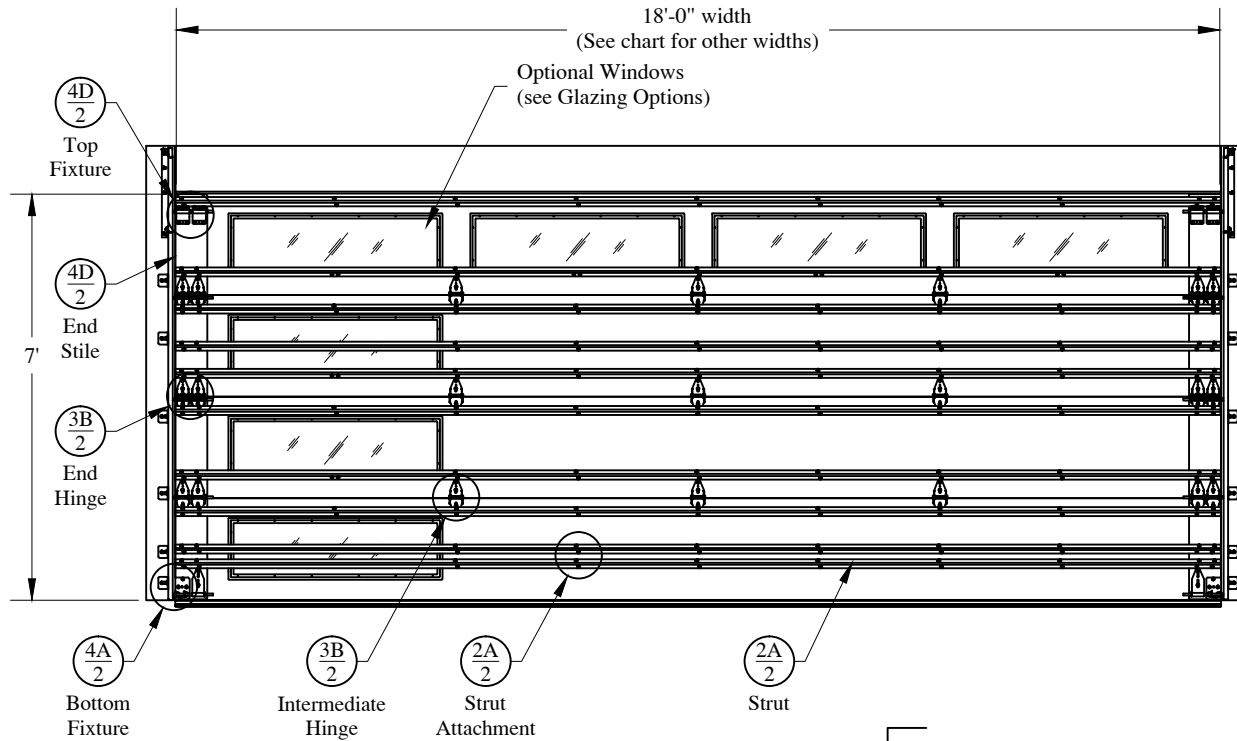 18'-0" width
(See chart for other widths)
Optional Windows
(see Glazing Options)
4D
2
Top
Fixture
4D
2
End
Stile
7'
3B
2
End
Hinge
4A
2
Bottom
Fixture
3B
2
Intermediate
Hinge
2A
2
Strut
Attachment
2A
2
Strut